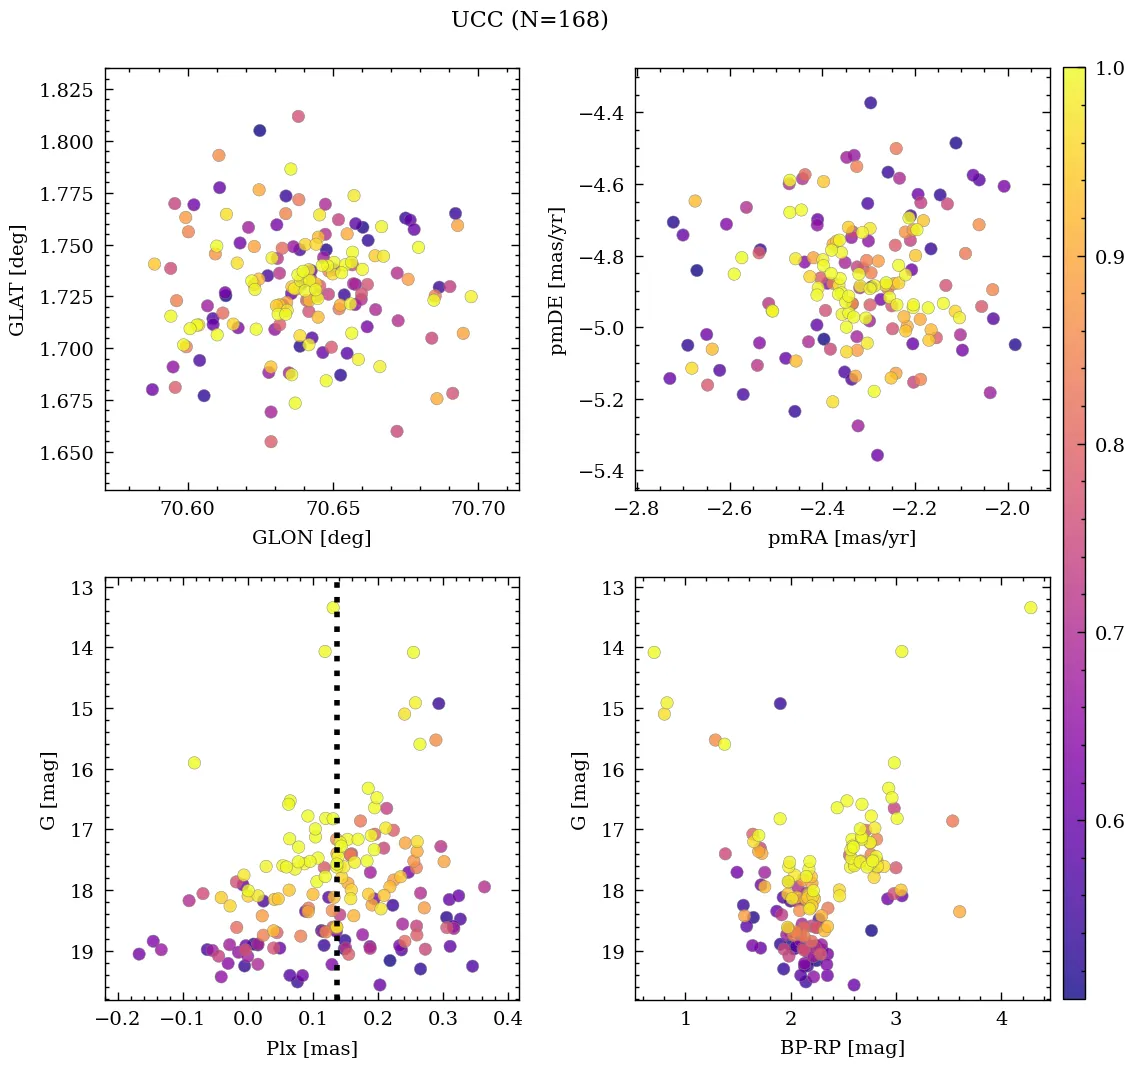 UCC (N=168)
1.825
1.800
1.775
1.750
1.725
1.700
1.675
1.650
GLAT [deg]
70.60 70.65 70.70
GLON [deg]
−4.4
−4.6
−4.8
−5.0
−5.2
−5.4
pmDE [mas/yr]
−2.8 −2.6 −2.4 −2.2 −2.0
pmRA [mas/yr]
1.0
0.9
0.8
0.7
0.6
13
14
15
16
17
18
19
G [mag]
−0.2 −0.1 0.0 0.1 0.2 0.3 0.4
Plx [mas]
13
14
15
16
17
18
19
G [mag]
1 2 3 4
BP-RP [mag]